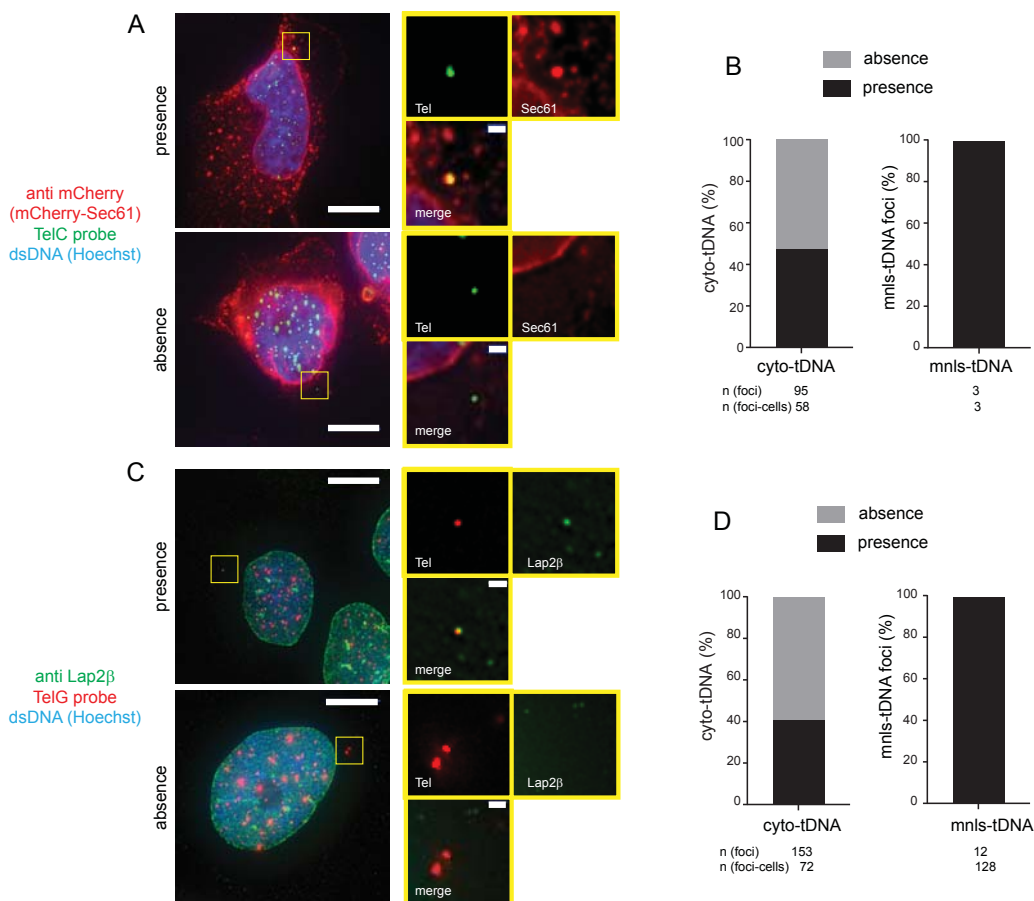 A
presence
absence
anti mCherry
(mCherry-Sec61)
TelC probe
dsDNA (Hoechst)
Tel
Sec61
merge
Tel
Sec61
merge
B
absence
presence
cyto-tDNA (%)
100
80
60
40
20
0
cyto-tDNA
mnls-tDNA foci (%)
100
80
60
40
20
0
mnls-tDNA
n (foci) 95 3
n (foci-cells) 58 3
C
presence
absence
anti Lap2β
TelG probe
dsDNA (Hoechst)
Tel
Lap2β
merge
Tel
Lap2β
merge
D
absence
presence
cyto-tDNA (%)
100
80
60
40
20
0
cyto-tDNA
mnls-tDNA foci (%)
100
80
60
40
20
0
mnls-tDNA
n (foci) 153 12
n (foci-cells) 72 128